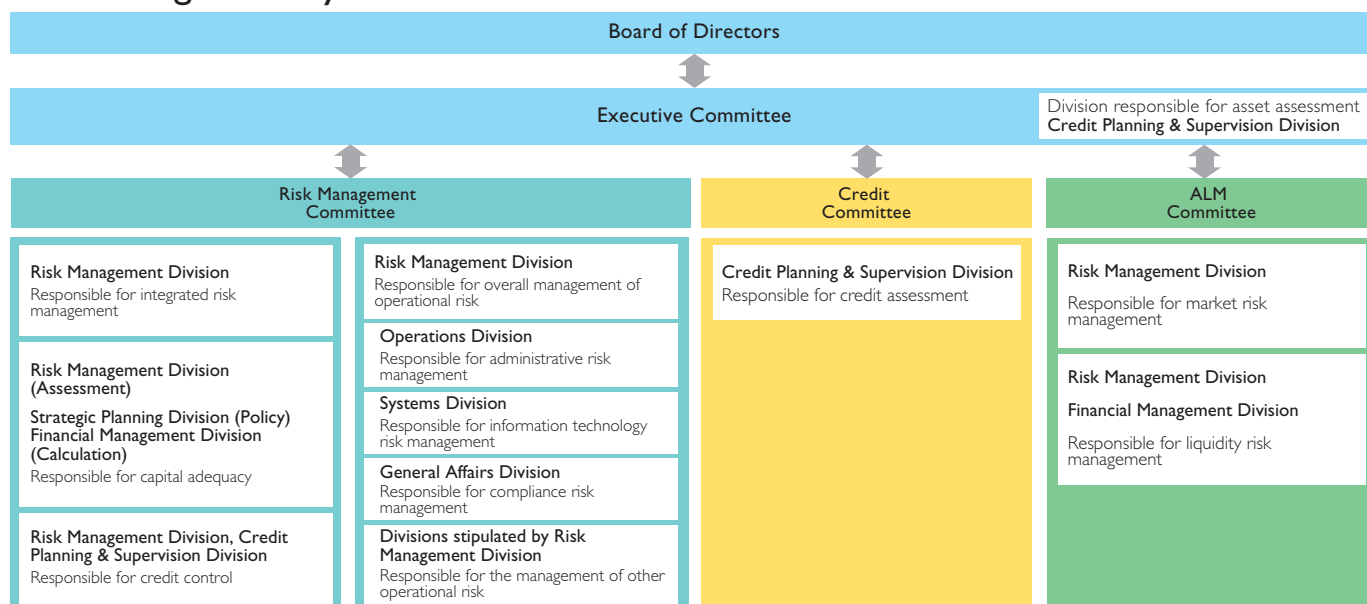 Board of Directors
Executive Committee
Division responsible for asset assessment
Credit Planning & Supervision Division
Risk Management
Committee
Risk Management Division
Responsible for integrated risk
management
Risk Management Division
(Assessment)
Strategic Planning Division (Policy)
Financial Management Division
(Calculation)
Responsible for capital adequacy
Risk Management Division, Credit
Planning & Supervision Division
Responsible for credit control
Risk Management Division
Responsible for overall management of
operational risk
Operations Division
Responsible for administrative risk
management
Systems Division
Responsible for information technology
risk management
General Affairs Division
Responsible for compliance risk
management
Divisions stipulated by Risk
Management Division
Responsible for the management of other
operational risk
Credit
Committee
Credit Planning & Supervision Division
Responsible for credit assessment
ALM
Committee
Risk Management Division
Responsible for market risk
management
Risk Management Division
Financial Management Division
Responsible for liquidity risk
management